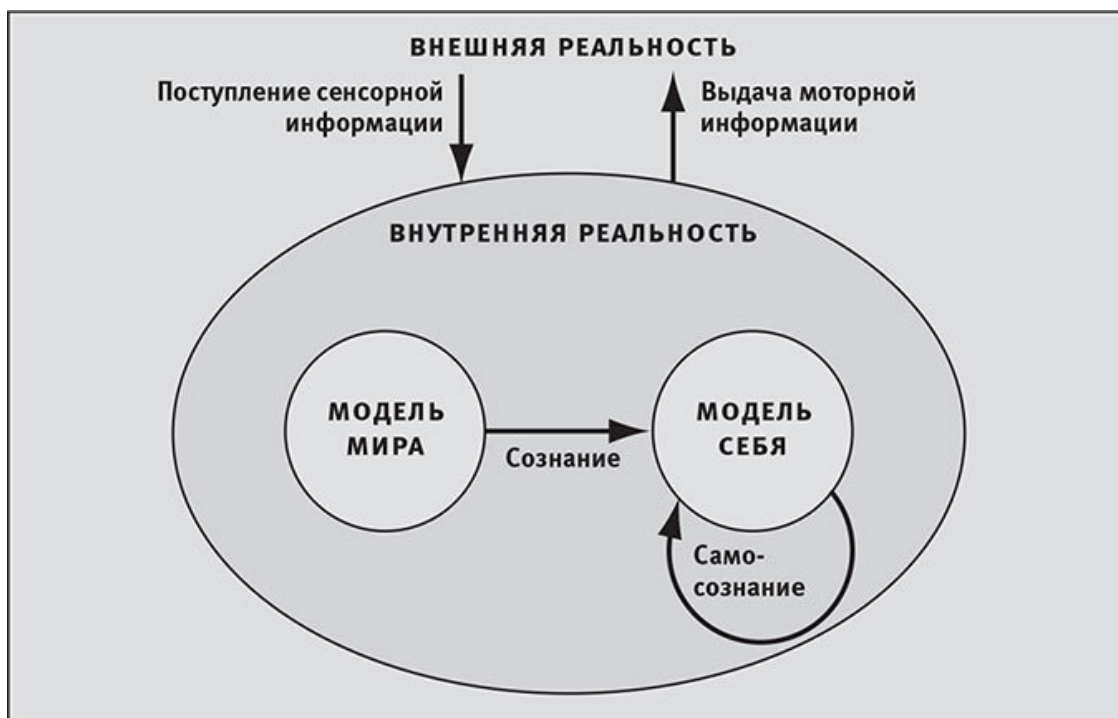 ВНЕШНЯЯ РЕАЛЬНОСТЬ
Поступление сенсорной
информации
Выдача моторной
информации
ВНУТРЕННЯЯ РЕАЛЬНОСТЬ
МОДЕЛЬ
МИРА
Сознание
МОДЕЛЬ
СЕБЯ
Само-
сознание